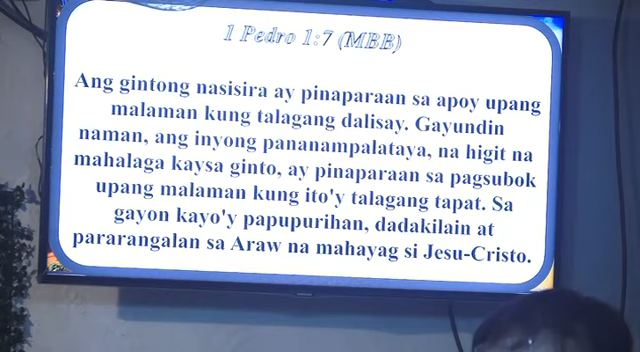 1 Pedro 1:7 (MBB)
Ang gintong nasisira ay pinaparaan sa apoy upang
malaman kung talagang dalisay. Gayundin
naman, ang inyong pananampalataya, na higit na
mahalaga kaysa ginto, ay pinaparaan sa pagsubok
upang malaman kung ito'y talagang tapat. Sa
gayon kayo'y papupurihan, dadakilain at
pararangalan sa Araw na mahayag si Jesu-Cristo.